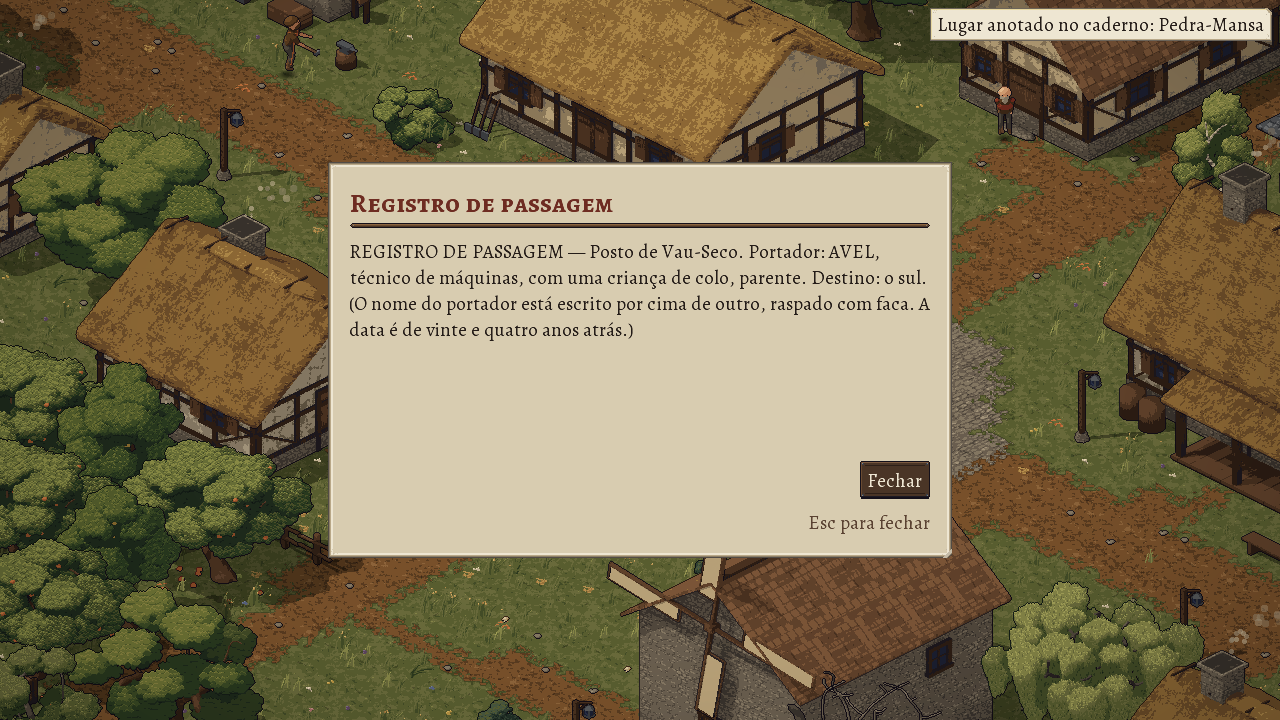 Lugar anotado no caderno: Pedra-Mansa
Registro de passagem
REGISTRO DE PASSAGEM — Posto de Vau-Seco. Portador: AVEL,
técnico de máquinas, com uma criança de colo, parente. Destino: o sul.
(O nome do portador está escrito por cima de outro, raspado com faca. A
data é de vinte e quatro anos atrás.)
Fechar
Esc para fechar